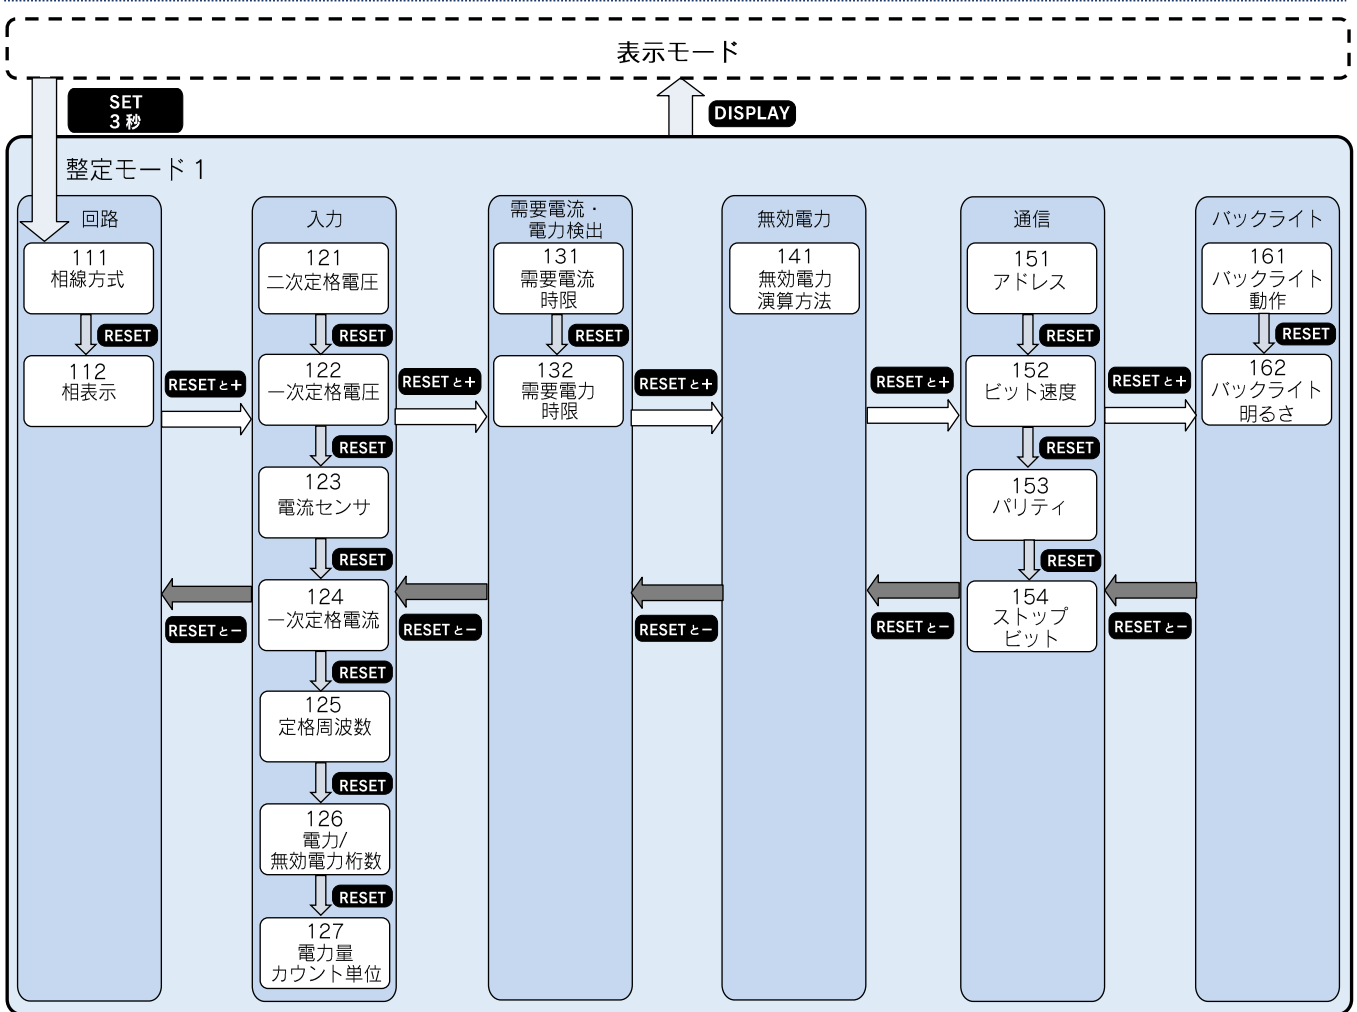 表示モード
SET
3 秒
DISPLAY
整定モード 1
回路
111
相線方式
RESET
112
相表示
RESETと+
RESETと−
入力
121
二次定格電圧
RESET
122
一次定格電圧
RESET
123
電流センサ
RESET
124
一次定格電流
RESET
125
定格周波数
RESET
126
電力/
無効電力桁数
RESET
127
電力量
カウント単位
RESETと+
RESETと−
需要電流・
電力検出
131
需要電流
時限
RESET
132
需要電力
時限
RESETと+
RESETと−
無効電力
141
無効電力
演算方法
RESETと+
RESETと−
通信
151
アドレス
RESET
152
ビット速度
RESET
153
パリティ
RESET
154
ストップ
ビット
RESETと+
RESETと−
バックライト
161
バックライト
動作
RESET
162
バックライト
明るさ